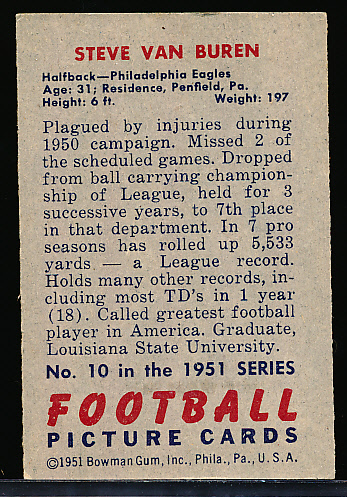 STEVE VAN BUREN
Halfback—Philadelphia Eagles
Age: 31; Residence, Penfield, Pa.
Height: 6 ft. Weight: 197
Plagued by injuries during
1950 campaign. Missed 2 of
the scheduled games. Dropped
from ball carrying champion-
ship of League, held for 3
successive years, to 7th place
in that department. In 7 pro
seasons has rolled up 5,533
yards — a League record.
Holds many other records, in-
cluding most TD's in 1 year
(18). Called greatest football
player in America. Graduate,
Louisiana State University.
No. 10 in the 1951 SERIES
FOOTBALL
PICTURE CARDS
©1951 Bowman Gum, Inc., Phila., Pa., U. S. A.